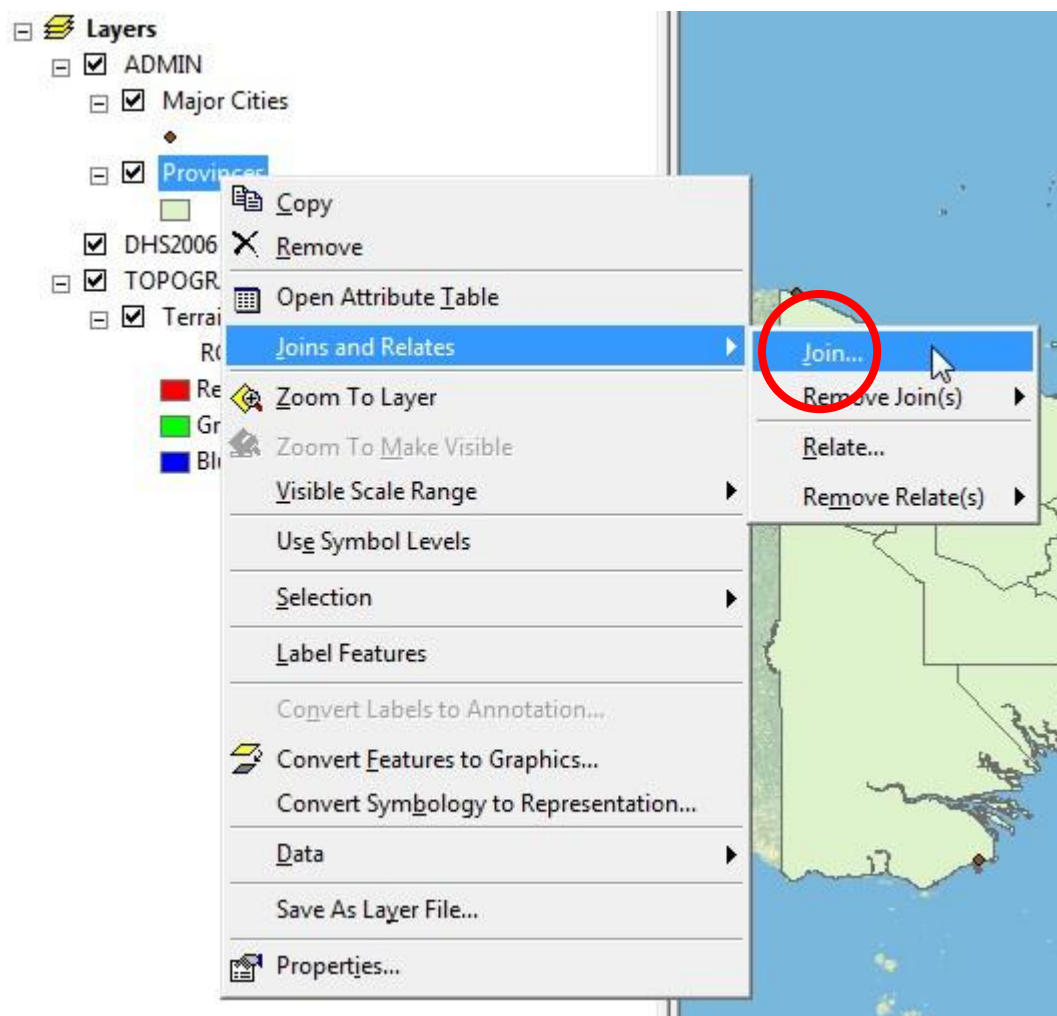 Layers
ADMIN
Major Cities
Provinces
DHS2006
TOPOGR
Terrai
Re
Gr
Blu
Copy
Remove
Open Attribute Table
Joins and Relates
Zoom To Layer
Zoom To Make Visible
Visible Scale Range
Use Symbol Levels
Selection
Label Features
Convert Labels to Annotation...
Convert Features to Graphics...
Convert Symbology to Representation...
Data
Save As Layer File...
Properties...
Join...
Remove Join(s)
Relate...
Remove Relate(s)